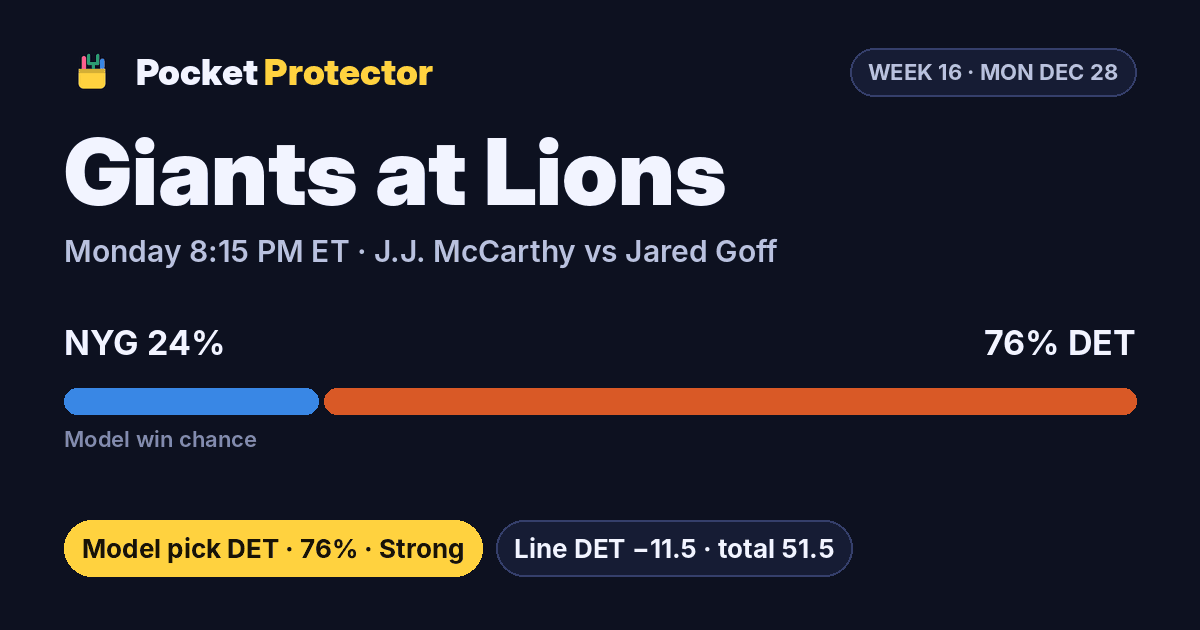 Pocket Protector
WEEK 16 · MON DEC 28
Giants at Lions
Monday 8:15 PM ET · J.J. McCarthy vs Jared Goff
NYG 24%
76% DET
Model win chance
Model pick DET · 76% · Strong
Line DET −11.5 · total 51.5